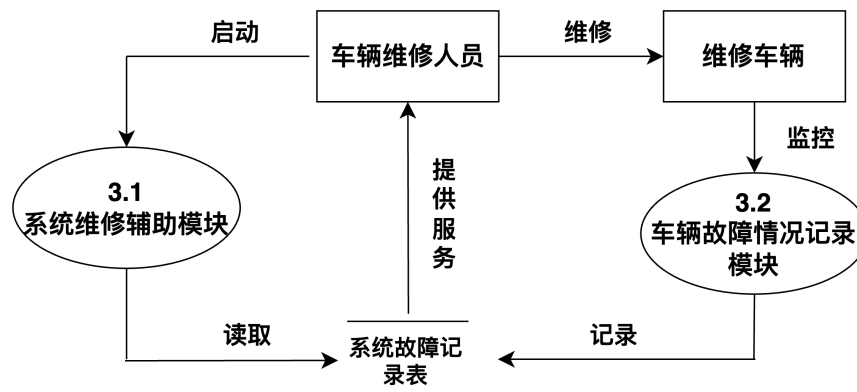 启动
车辆维修人员
维修
维修车辆
监控
3.1
系统维修辅助模块
提
供
服
务
3.2
车辆故障情况记录
模块
读取
系统故障记
录表
记录